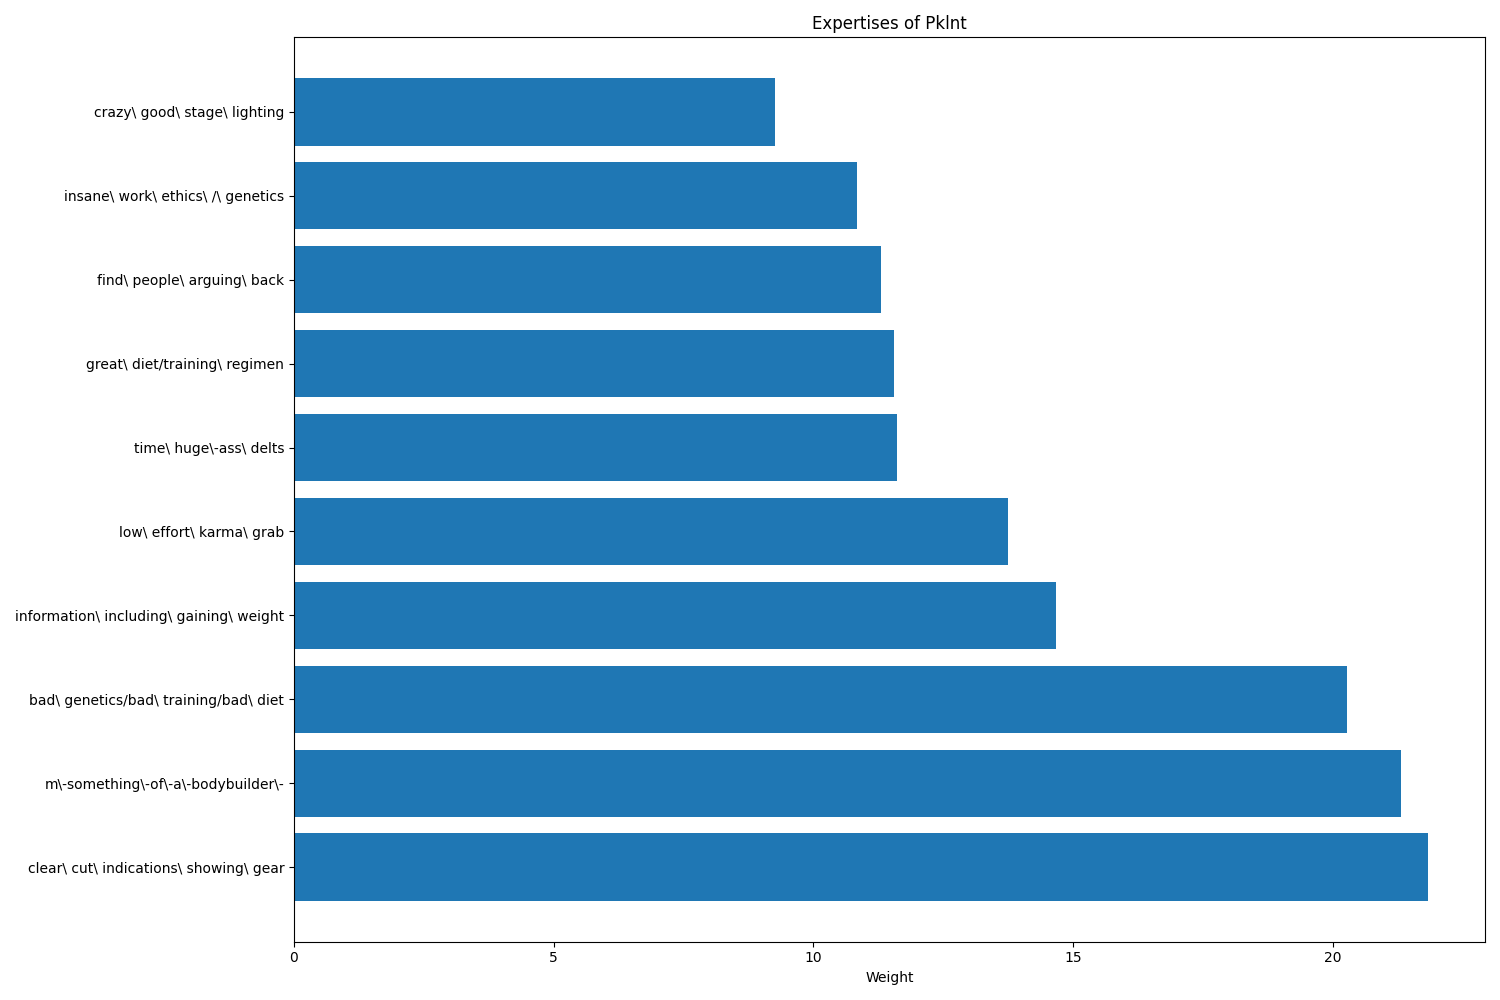 Expertises of Pklnt
crazy\ good\ stage\ lighting
insane\ work\ ethics\ /\ genetics
find\ people\ arguing\ back
great\ diet/training\ regimen
time\ huge\-ass\ delts
low\ effort\ karma\ grab
information\ including\ gaining\ weight
bad\ genetics/bad\ training/bad\ diet
m\-something\-of\-a\-bodybuilder\-
clear\ cut\ indications\ showing\ gear
0 5 10 15 20
Weight